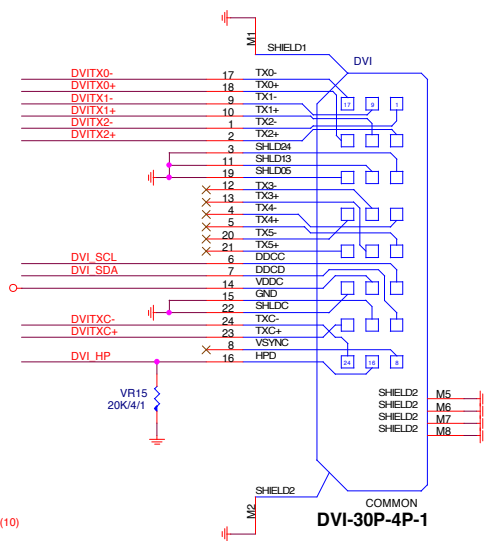 M1
SHIELD1
DVI
DVITX0- 17 TX0-
DVITX0+ 18 TX0+
DVITX1- 9 TX1-
DVITX1+ 10 TX1+
DVITX2- 1 TX2-
DVITX2+ 2 TX2+
3 SHLD24
11 SHLD13
19 SHLD05
12 TX3-
13 TX3+
4 TX4-
5 TX4+
20 TX5-
21 TX5+
DVI_SCL 6 DDCC
DVI_SDA 7 DDCD
14 VDDC
15 GND
22 SHLDC
DVITXC- 24 TXC-
DVITXC+ 23 TXC+
8 VSYNC
DVI_HP 16 HPD
17 9 1
24 16 8
VR15
20K/4/1
SHIELD2 M5
SHIELD2 M6
SHIELD2 M7
SHIELD2 M8
SHIELD2
M2
COMMON
DVI-30P-4P-1
(10)